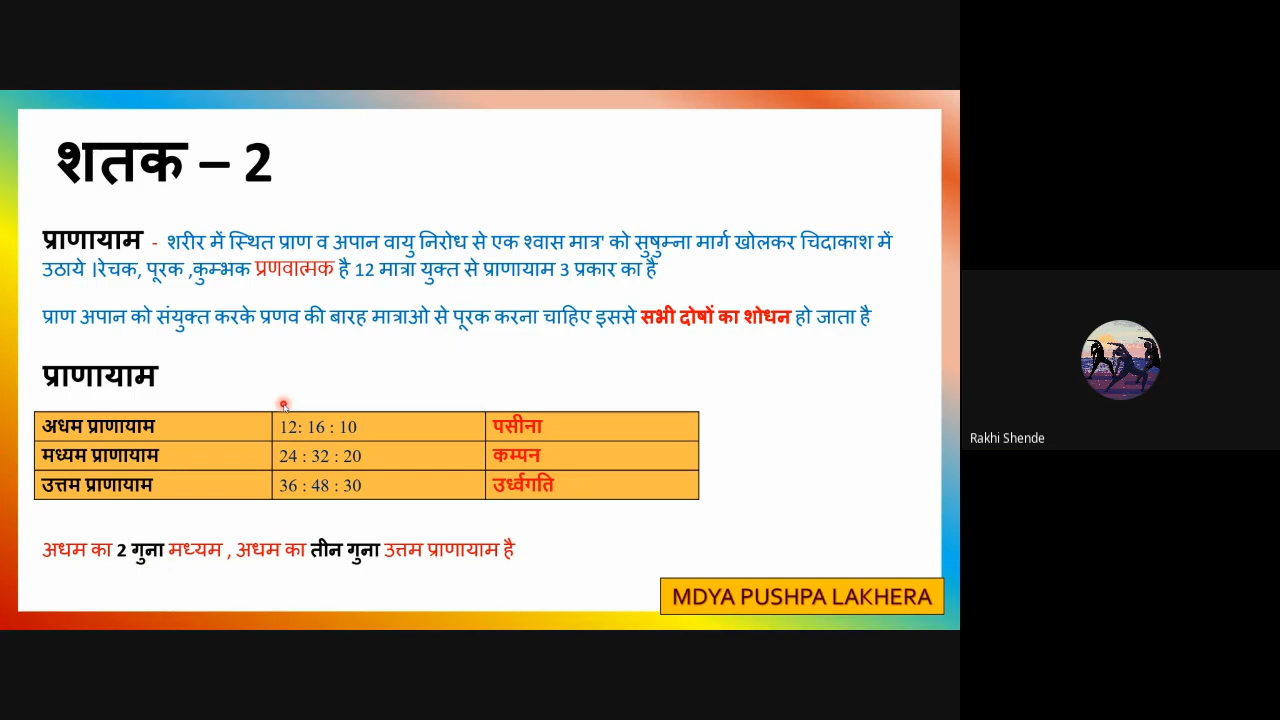 शतक – 2
प्राणायाम - शरीर में स्थित प्राण व अपान वायु निरोध से एक श्वास मात्र' को सुषुम्ना मार्ग खोलकर चिदाकाश में
उठाये ।रेचक, पूरक ,कुम्भक प्रणवात्मक है 12 मात्रा युक्त से प्राणायाम 3 प्रकार का है
प्राण अपान को संयुक्त करके प्रणव की बारह मात्राओ से पूरक करना चाहिए इससे सभी दोषों का शोधन हो जाता है
प्राणायाम
अधम प्राणायाम 12: 16 : 10 पसीना
मध्यम प्राणायाम 24 : 32 : 20 कम्पन
उत्तम प्राणायाम 36 : 48 : 30 उर्ध्वगति
अधम का 2 गुना मध्यम , अधम का तीन गुना उत्तम प्राणायाम है
MDYA PUSHPA LAKHERA
Rakhi Shende